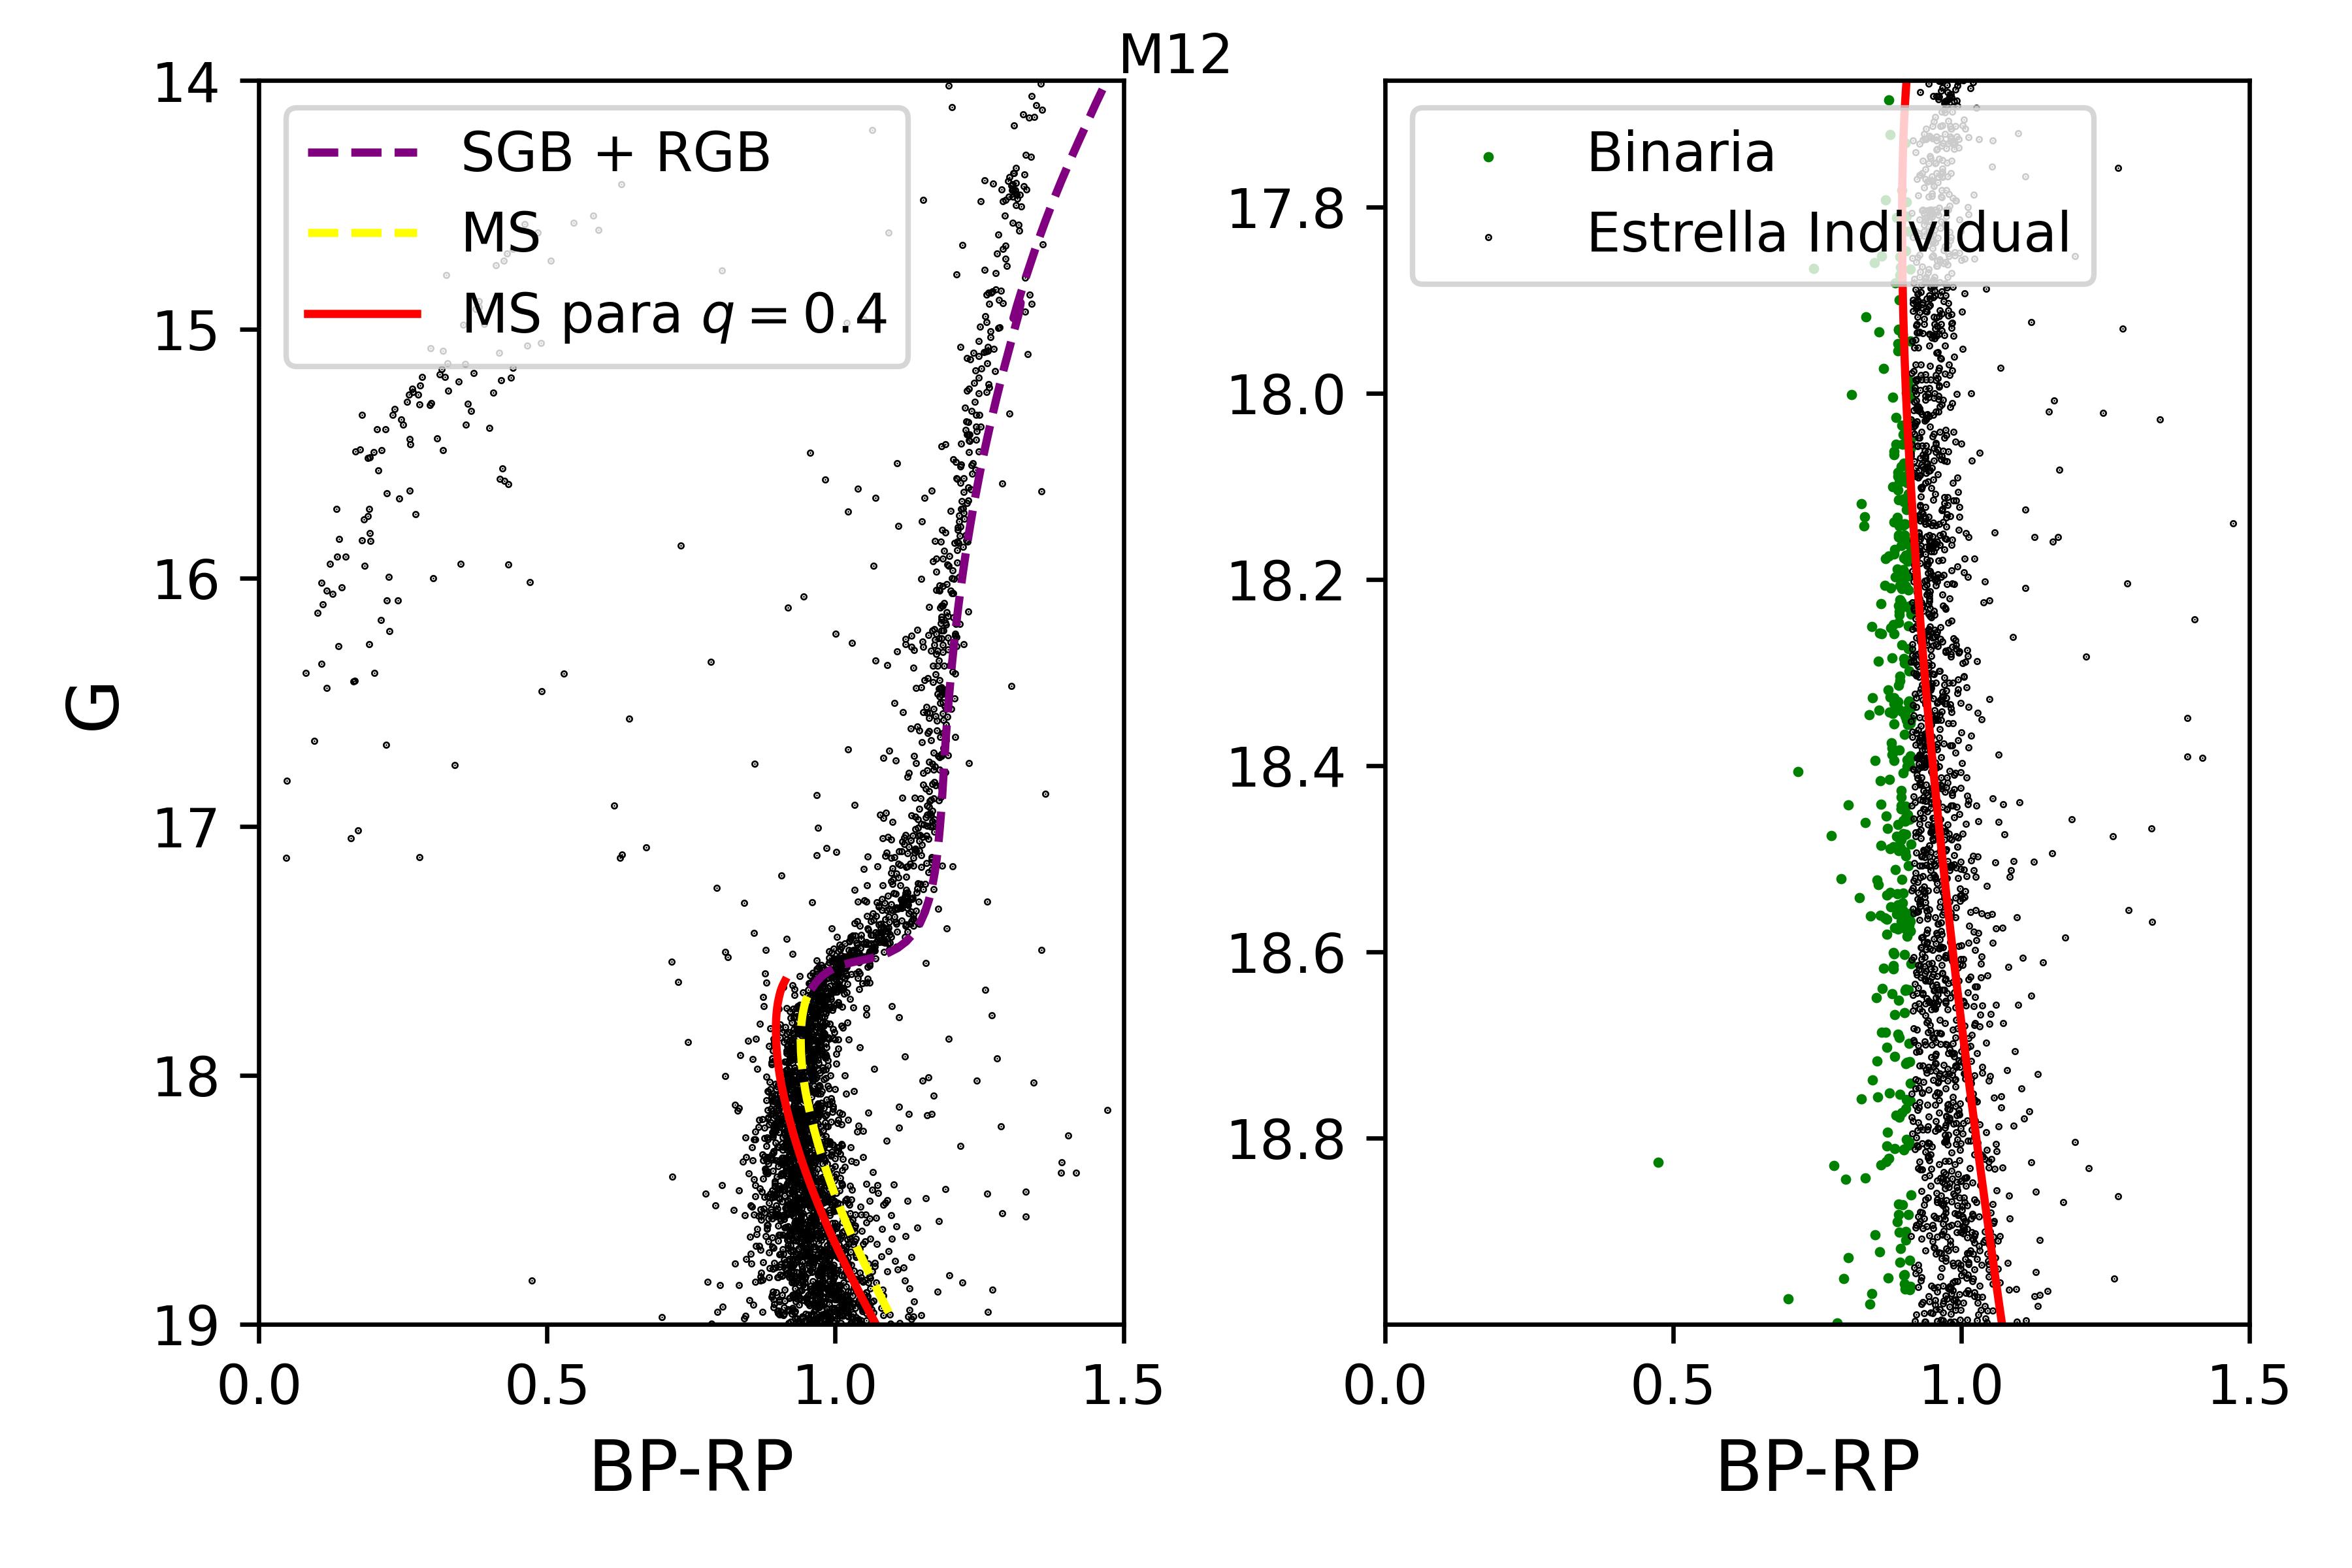 M12
14
15
16
17
18
19
G
0.0 0.5 1.0 1.5
BP-RP
SGB + RGB
MS
MS para q = 0.4
17.8
18.0
18.2
18.4
18.6
18.8
0.0 0.5 1.0 1.5
BP-RP
Binaria
Estrella Individual